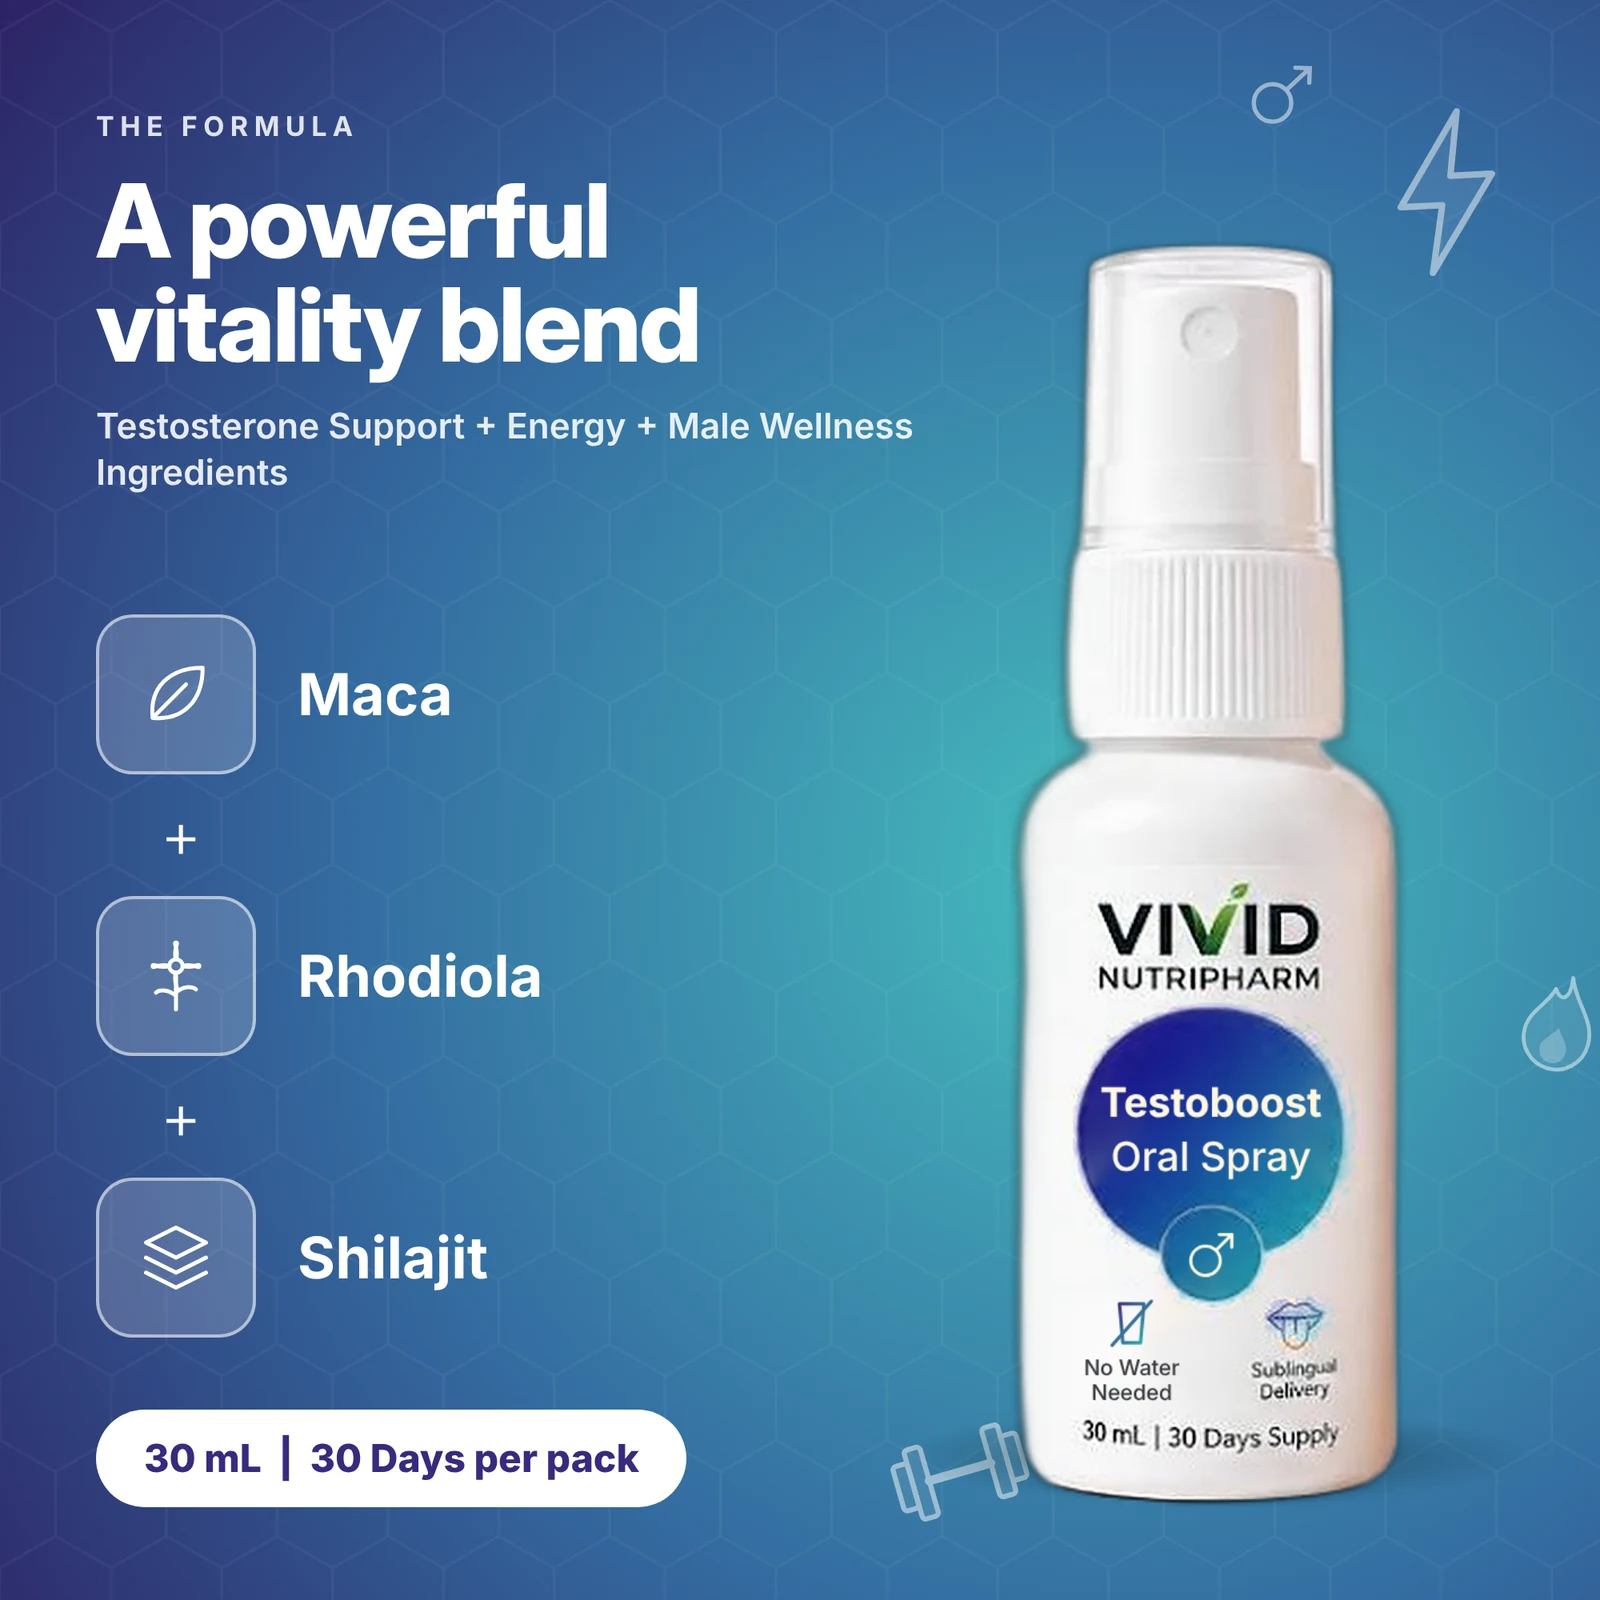 THE FORMULA
A powerful
vitality blend
Testosterone Support + Energy + Male Wellness
Ingredients
Maca
+
Rhodiola
+
Shilajit
30 mL | 30 Days per pack
VIVID
NUTRIPHARM
Testoboost
Oral Spray
No Water
Needed
Sublingual
Delivery
30 mL | 30 Days Supply